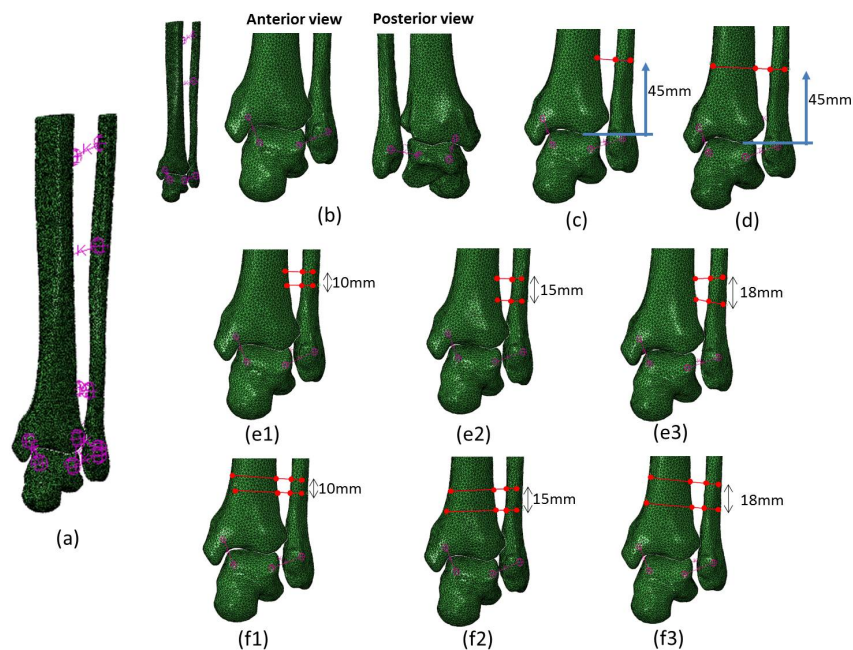 Anterior view
Posterior view
45mm
45mm
(a)
(b)
(c)
(d)
10mm
15mm
18mm
(e1)
(e2)
(e3)
10mm
15mm
18mm
(f1)
(f2)
(f3)